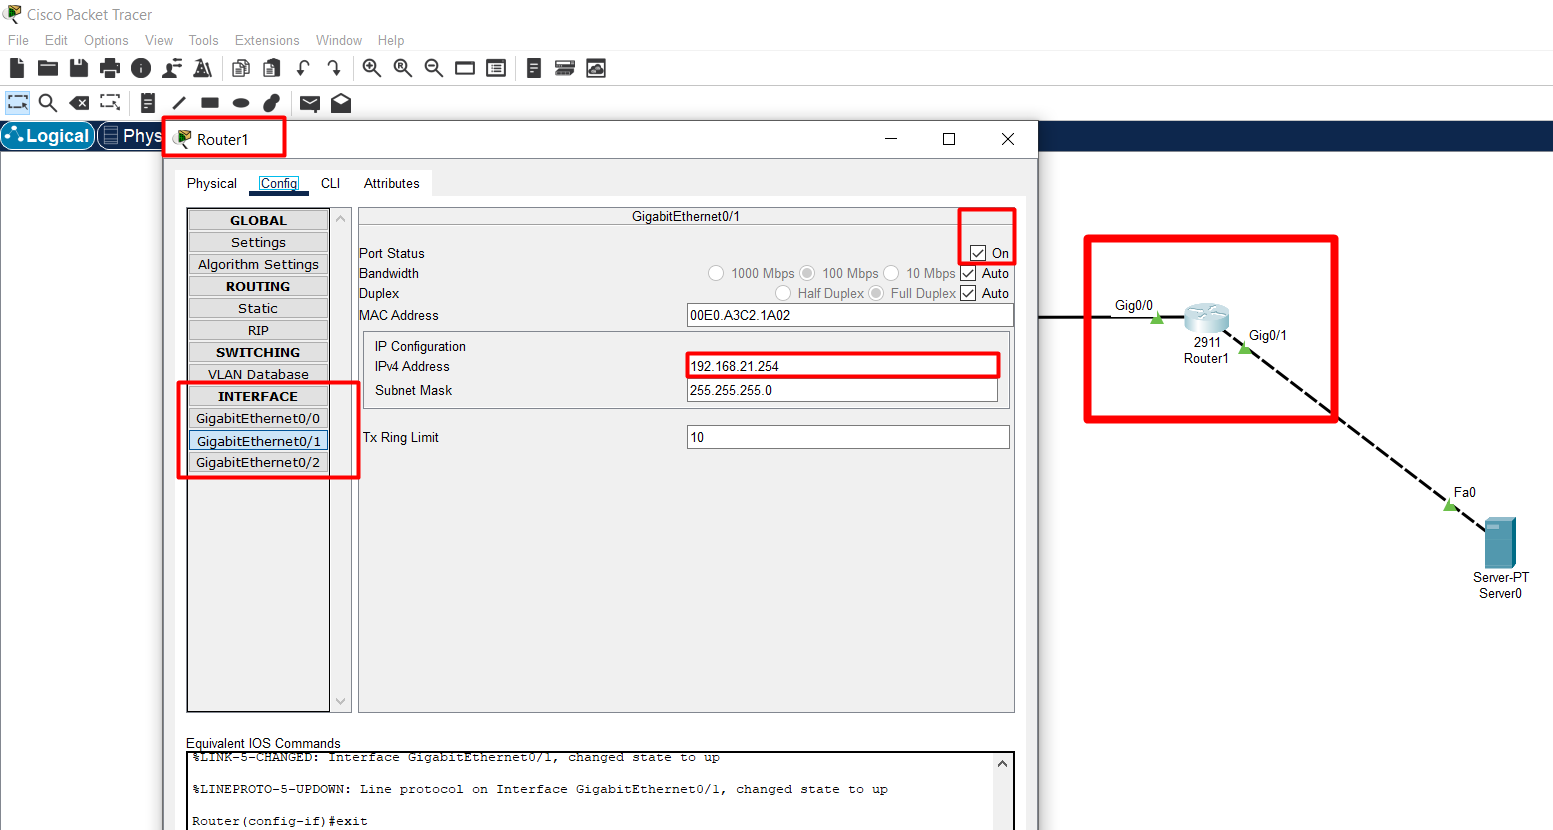 Cisco Packet Tracer
File Edit Options View Tools Extensions Window Help
Logical
Phys
Router1
Physical Config CLI Attributes
GLOBAL
Settings
Algorithm Settings
ROUTING
Static
RIP
SWITCHING
VLAN Database
INTERFACE
GigabitEthernet0/0
GigabitEthernet0/1
GigabitEthernet0/2
GigabitEthernet0/1
Port Status On
Bandwidth 1000 Mbps 100 Mbps 10 Mbps Auto
Duplex Half Duplex Full Duplex Auto
MAC Address 00E0.A3C2.1A02
IP Configuration
IPv4 Address 192.168.21.254
Subnet Mask 255.255.255.0
Tx Ring Limit 10
Equivalent IOS Commands
%LINK-5-CHANGED: Interface GigabitEthernet0/1, changed state to up
%LINEPROTO-5-UPDOWN: Line protocol on Interface GigabitEthernet0/1, changed state to up
Router(config-if)#exit
Gig0/0
2911
Router1
Gig0/1
Fa0
Server-PT
Server0